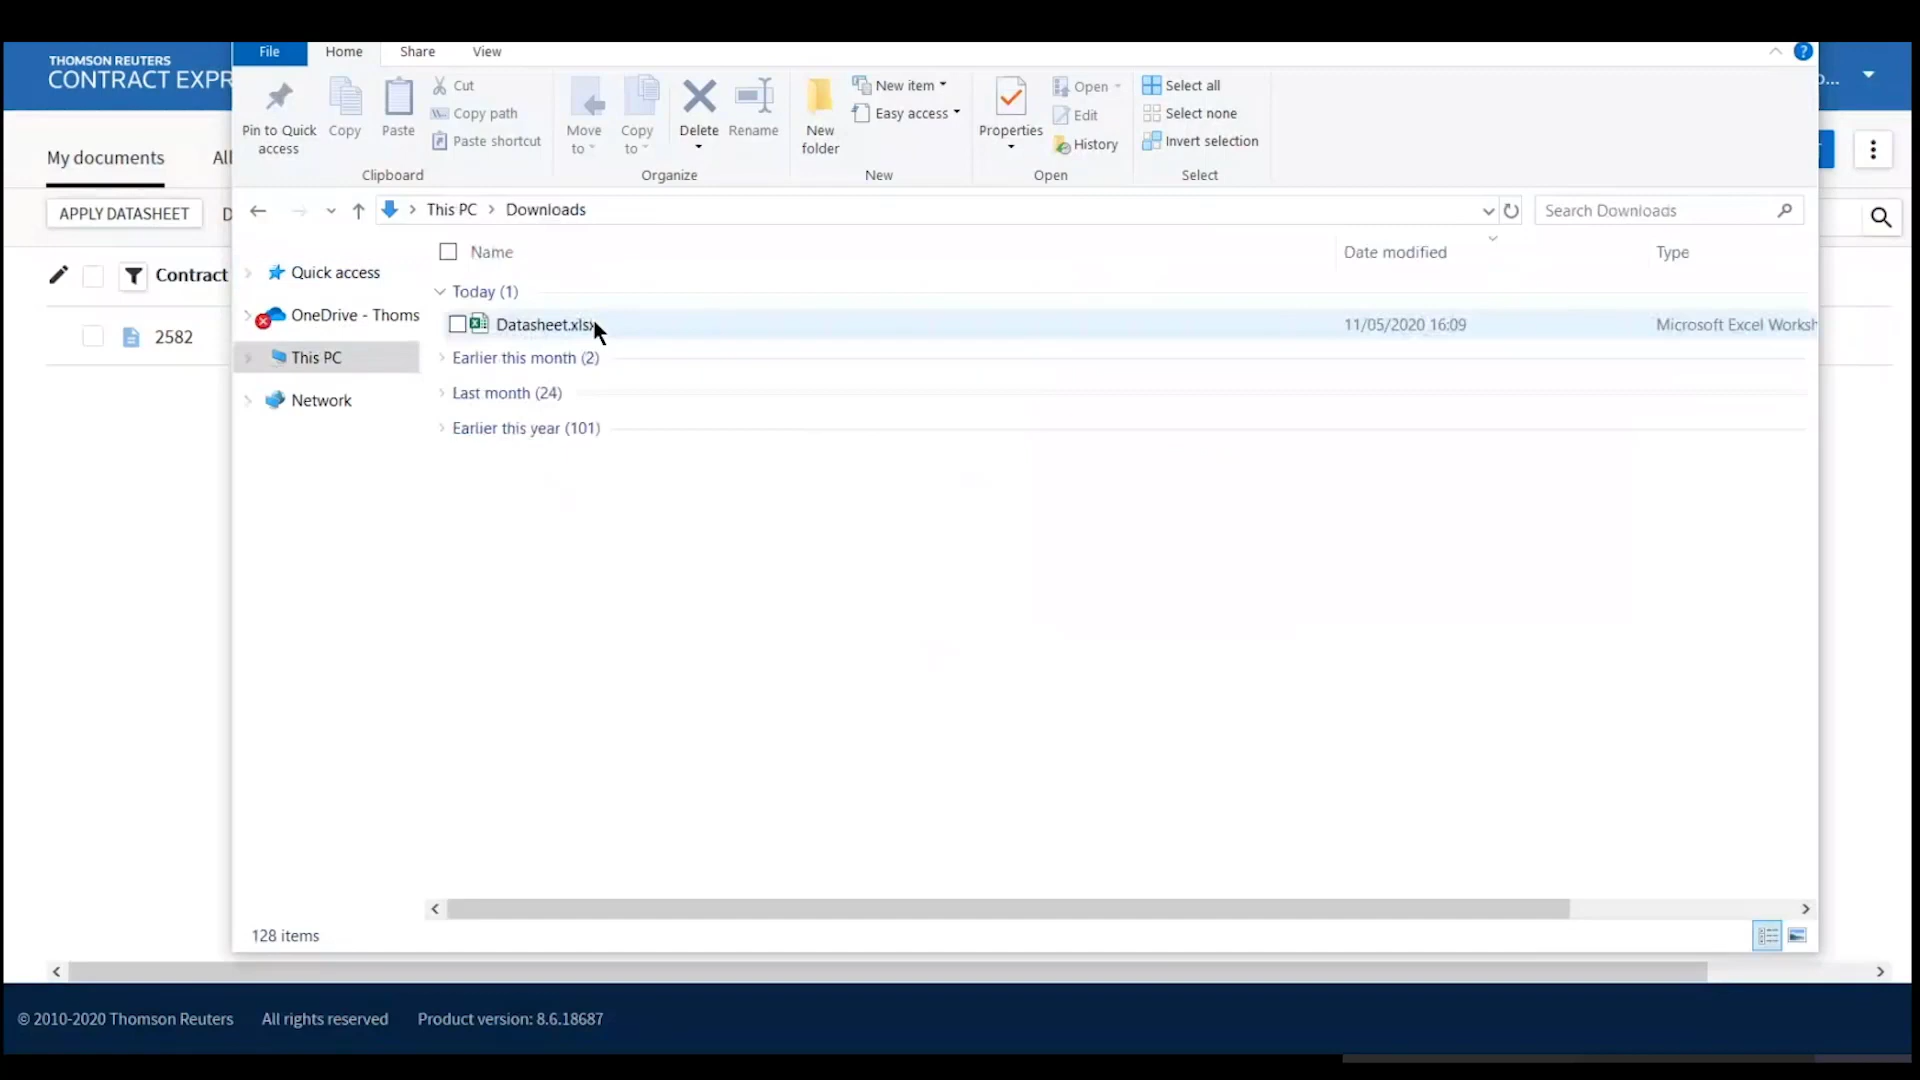 THOMSON REUTERS
CONTRACT EXPR
File Home Share View
Pin to Quick access
Copy
Paste
Cut
Copy path
Paste shortcut
Clipboard
Move to
Copy to
Delete
Rename
Organize
New folder
New item
Easy access
New
Properties
Open
Edit
History
Open
Select all
Select none
Invert selection
Select
My documents All
APPLY DATASHEET D
This PC Downloads
Search Downloads
Name Date modified Type
Quick access
OneDrive - Thoms
This PC
Network
Today (1)
Datasheet.xlsx 11/05/2020 16:09 Microsoft Excel Worksh
Earlier this month (2)
Last month (24)
Earlier this year (101)
Contract
2582
128 items
© 2010-2020 Thomson Reuters All rights reserved Product version: 8.6.18687